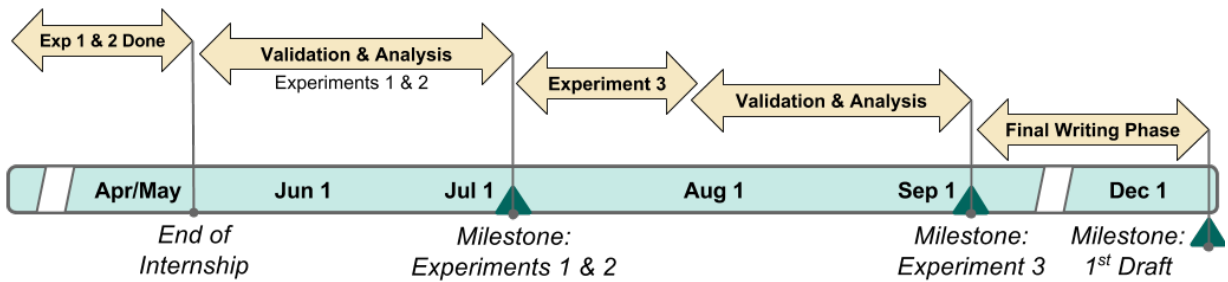 Exp 1 & 2 Done
Validation & Analysis
Experiments 1 & 2
Experiment 3
Validation & Analysis
Final Writing Phase
Apr/May
Jun 1
Jul 1
Aug 1
Sep 1
Dec 1
End of
Internship
Milestone:
Experiments 1 & 2
Milestone:
Experiment 3
Milestone:
1st Draft